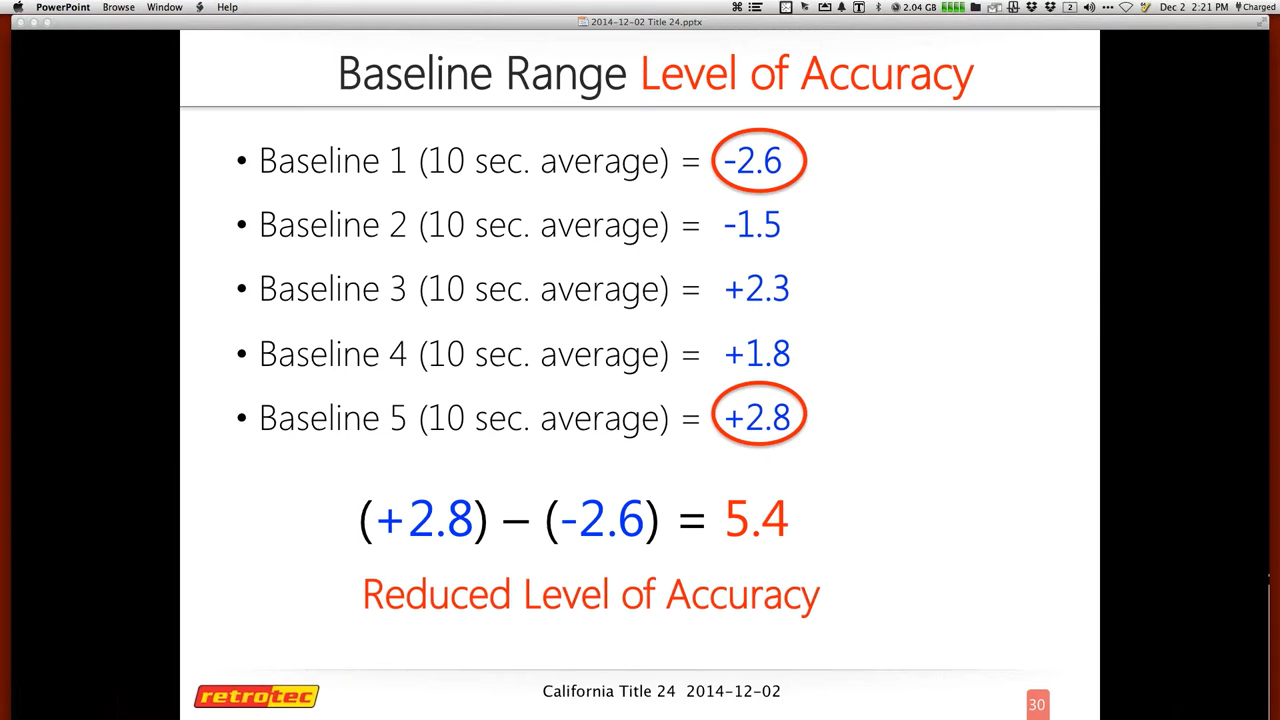 PowerPoint Browse Window Help 2.04 GB 2 Dec 2 2:21 PM Charged
2014-12-02 Title 24.pptx
Baseline Range Level of Accuracy
• Baseline 1 (10 sec. average) = -2.6
• Baseline 2 (10 sec. average) = -1.5
• Baseline 3 (10 sec. average) = +2.3
• Baseline 4 (10 sec. average) = +1.8
• Baseline 5 (10 sec. average) = +2.8
(+2.8) – (-2.6) = 5.4
Reduced Level of Accuracy
retrotec California Title 24 2014-12-02 30